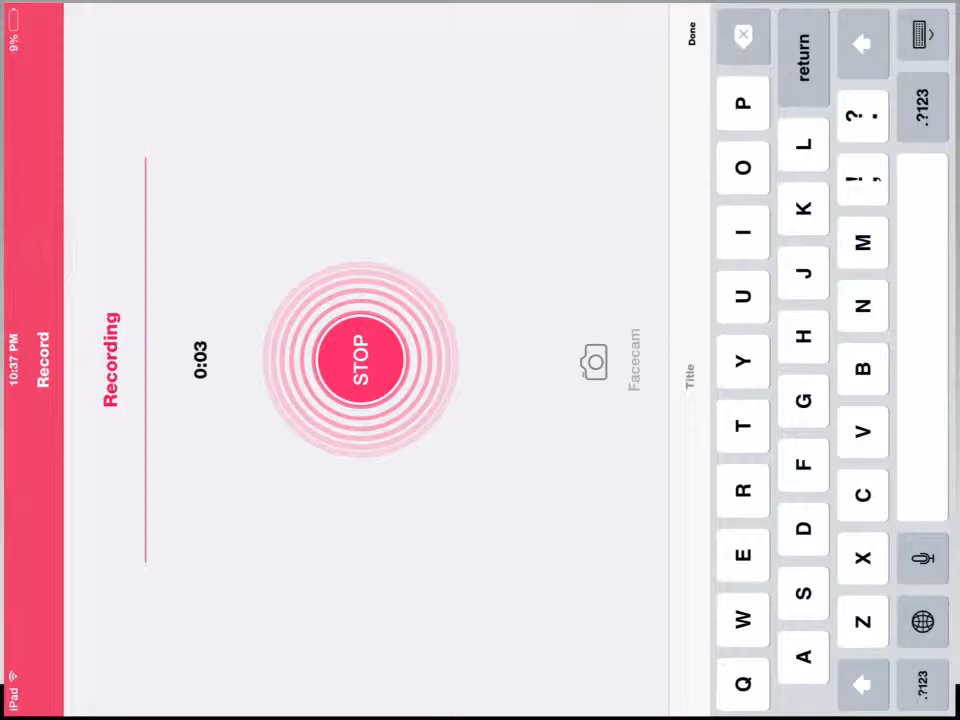 iPad 10:37 PM 9%
Record
Recording
0:03
STOP
Facecam
Title Done
Q W E R T Y U I O P
A S D F G H J K L return
Z X C V B N M ! , ? .
.?123 .?123